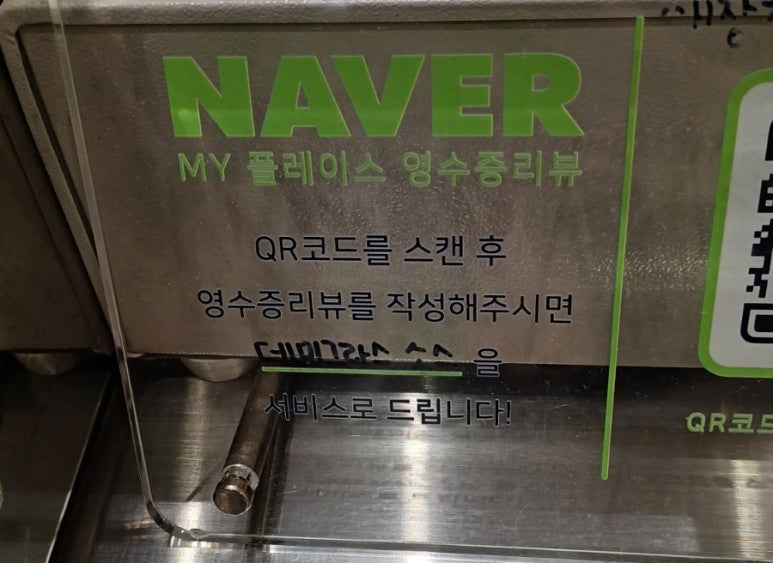 NAVER
MY 플레이스 영수증리뷰
QR코드를 스캔 후
영수증리뷰를 작성해주시면
데미그라스 소스 을
서비스로 드립니다!
QR코드